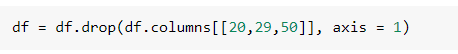 df = df.drop(df.columns[[20,29,50]], axis = 1)